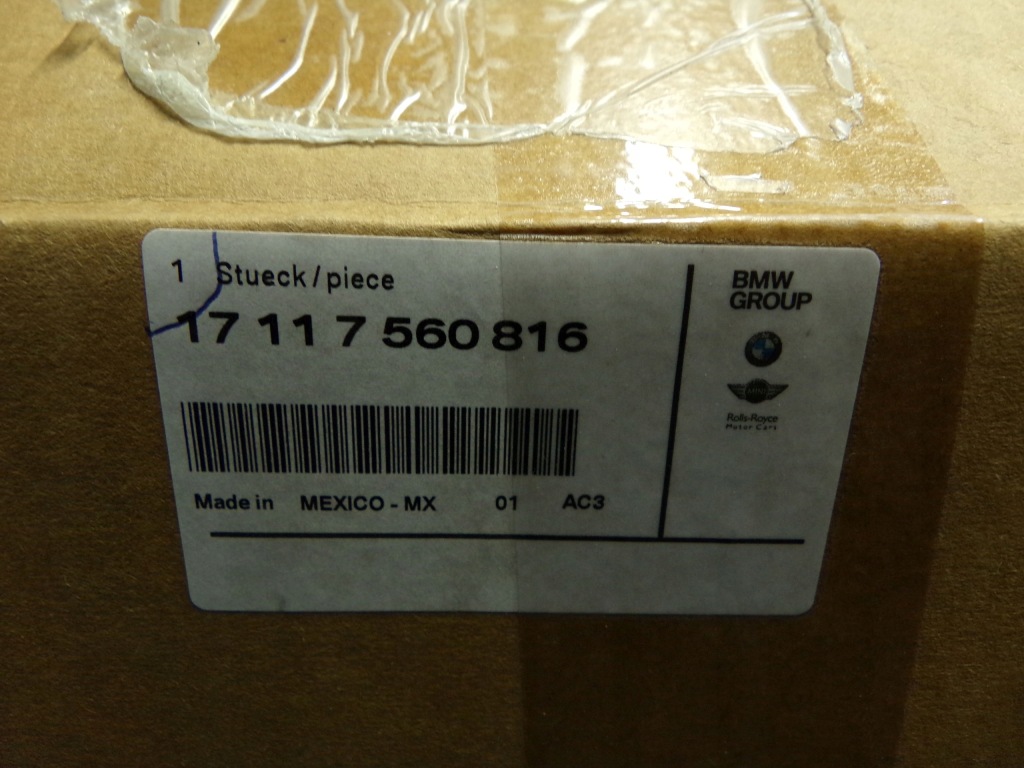 1 Stueck/piece
17 11 7 560 816
Made in MEXICO - MX 01 AC3
BMW
GROUP
Rolls-Royce
Motor Cars